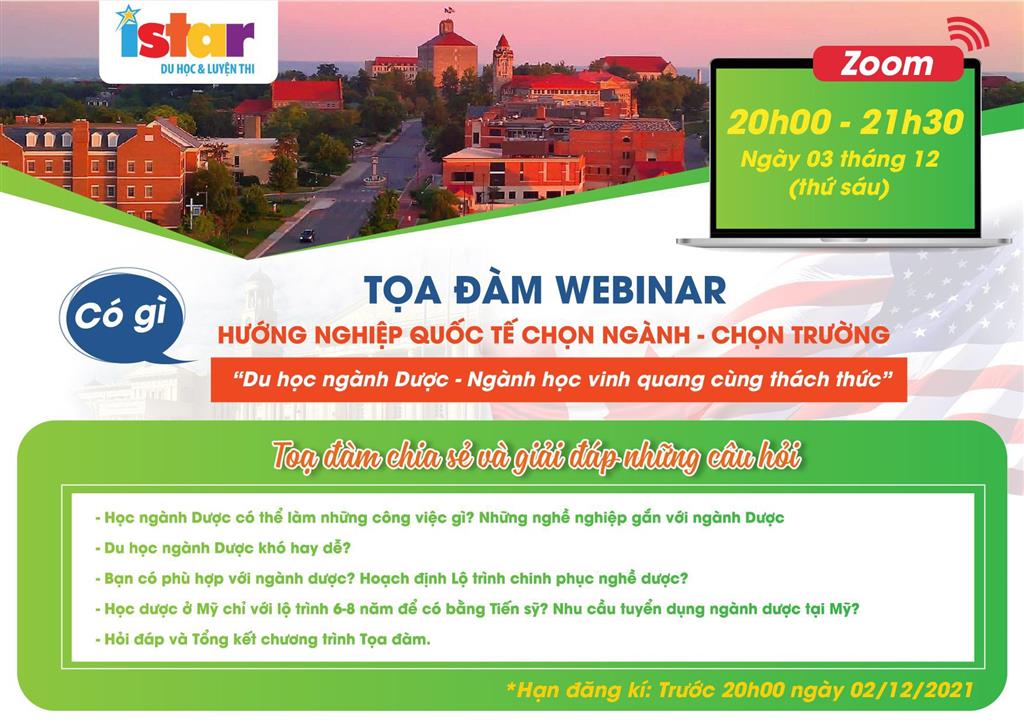 istar
DU HỌC & LUYỆN THI
Zoom
20h00 - 21h30
Ngày 03 tháng 12
(thứ sáu)
Có gì
TỌA ĐÀM WEBINAR
HƯỚNG NGHIỆP QUỐC TẾ CHỌN NGÀNH - CHỌN TRƯỜNG
“Du học ngành Dược - Ngành học vinh quang cùng thách thức”
Toạ đàm chia sẻ và giải đáp những câu hỏi
- Học ngành Dược có thể làm những công việc gì? Những nghề nghiệp gắn với ngành Dược
- Du học ngành Dược khó hay dễ?
- Bạn có phù hợp với ngành dược? Hoạch định Lộ trình chinh phục nghề dược?
- Học dược ở Mỹ chỉ với lộ trình 6-8 năm để có bằng Tiến sỹ? Nhu cầu tuyển dụng ngành dược tại Mỹ?
- Hỏi đáp và Tổng kết chương trình Tọa đàm.
*Hạn đăng kí: Trước 20h00 ngày 02/12/2021